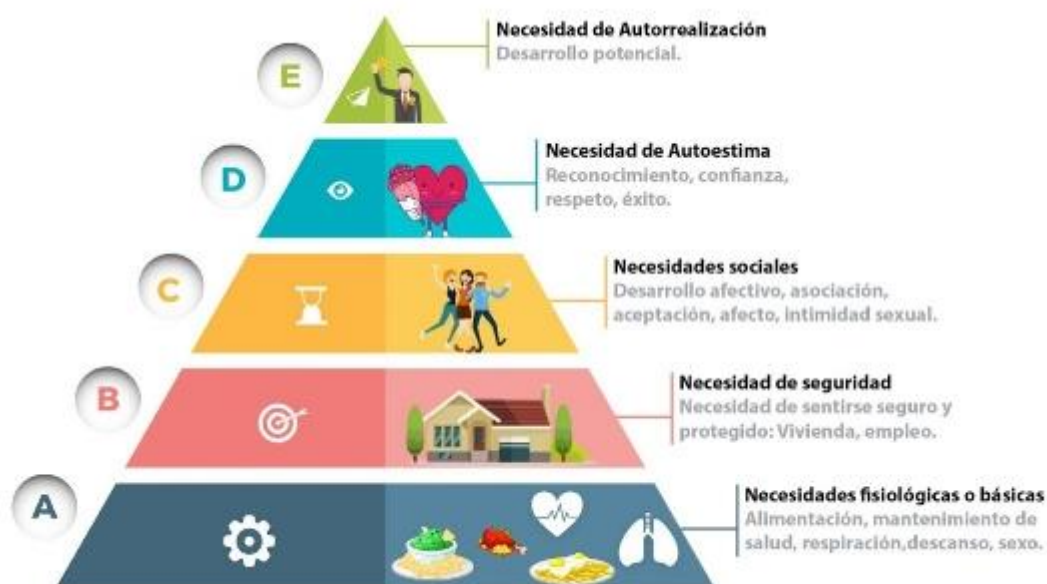 E
Necesidad de Autorrealización
Desarrollo potencial.
D
Necesidad de Autoestima
Reconocimiento, confianza,
respeto, éxito.
C
Necesidades sociales
Desarrollo afectivo, asociación,
aceptación, afecto, intimidad sexual.
B
Necesidad de seguridad
Necesidad de sentirse seguro y
protegido: Vivienda, empleo.
A
Necesidades fisiológicas o básicas
Alimentación, mantenimiento de
salud, respiración,descanso, sexo.